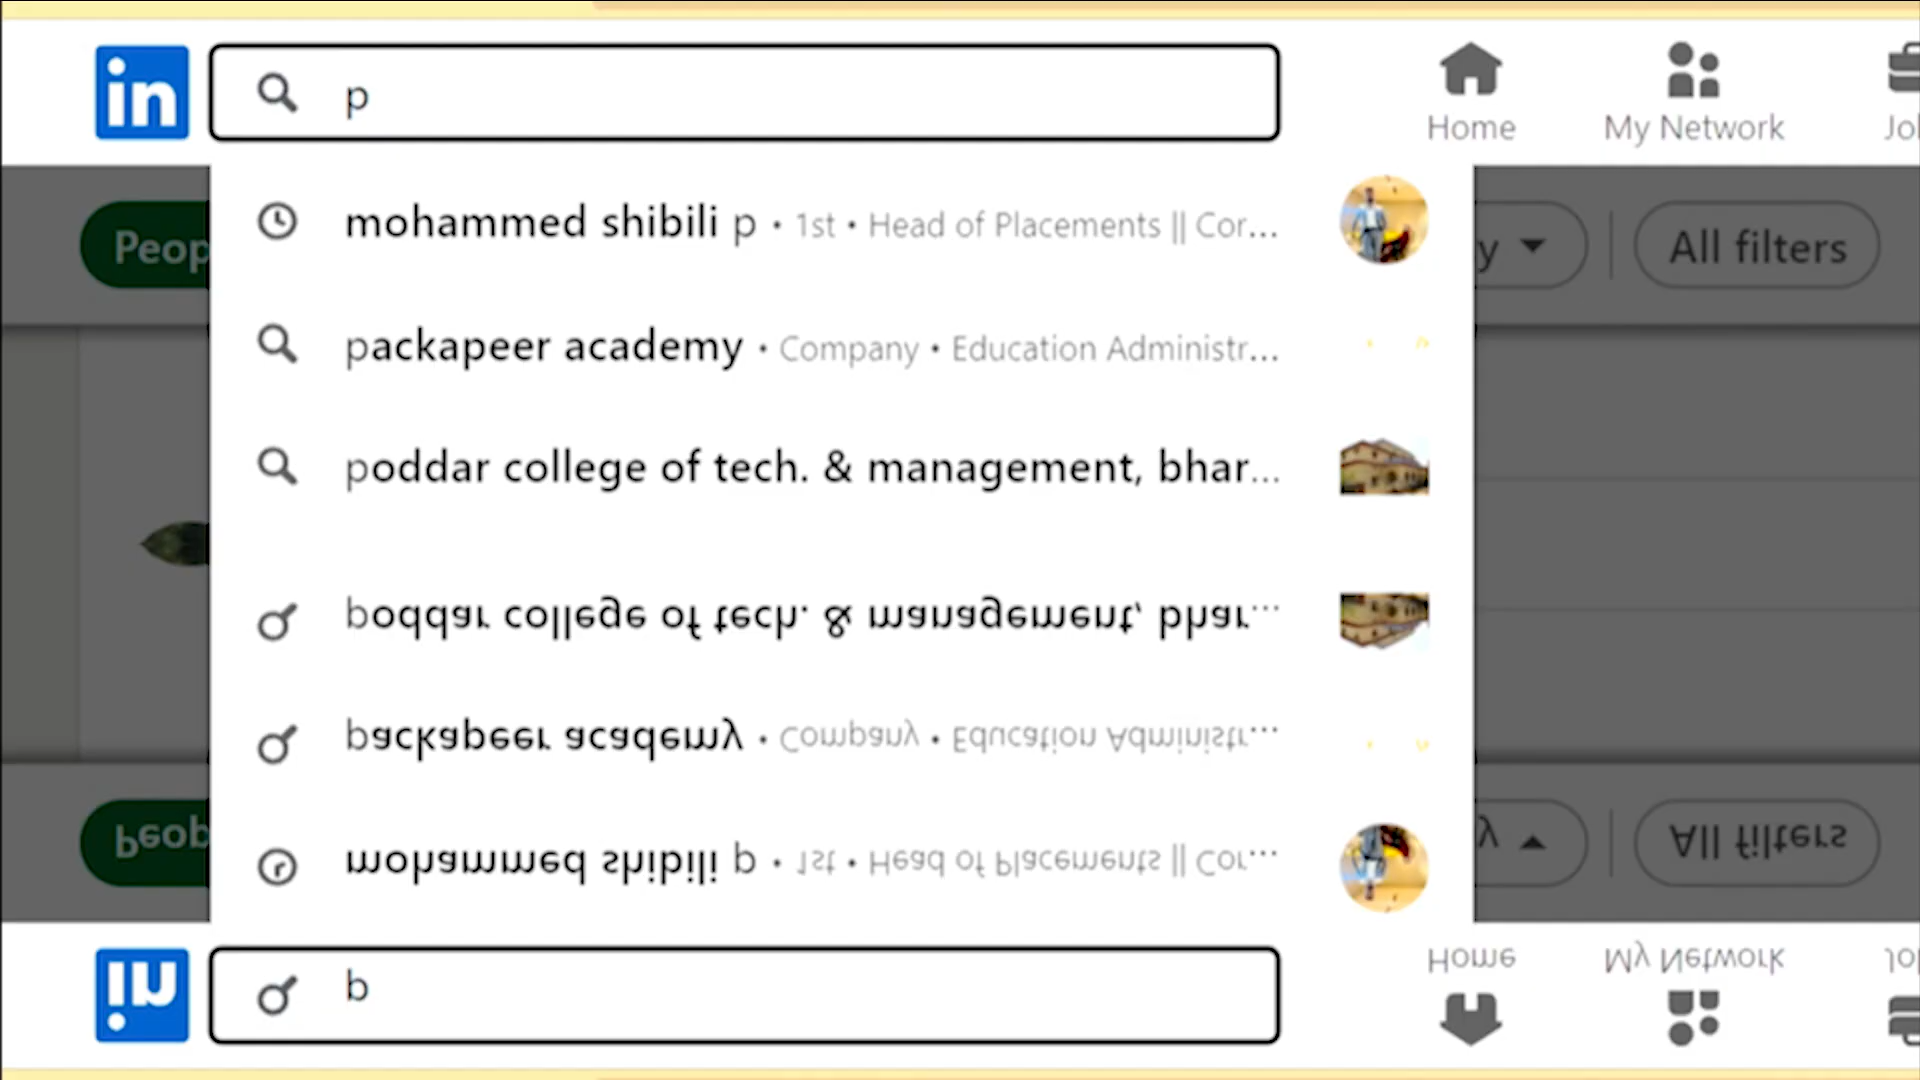 in
p
Home
My Network
mohammed shibili p • 1st • Head of Placements || Cor...
Peop
y
All filters
packapeer academy • Company • Education Administr...
poddar college of tech. & management, bhar...
poddar college of tech. & management, bhar...
packapeer academy • Company • Education Administr...
Peop
y
All filters
mohammed shibili p • 1st • Head of Placements || Cor...
Home
My Network
in
p